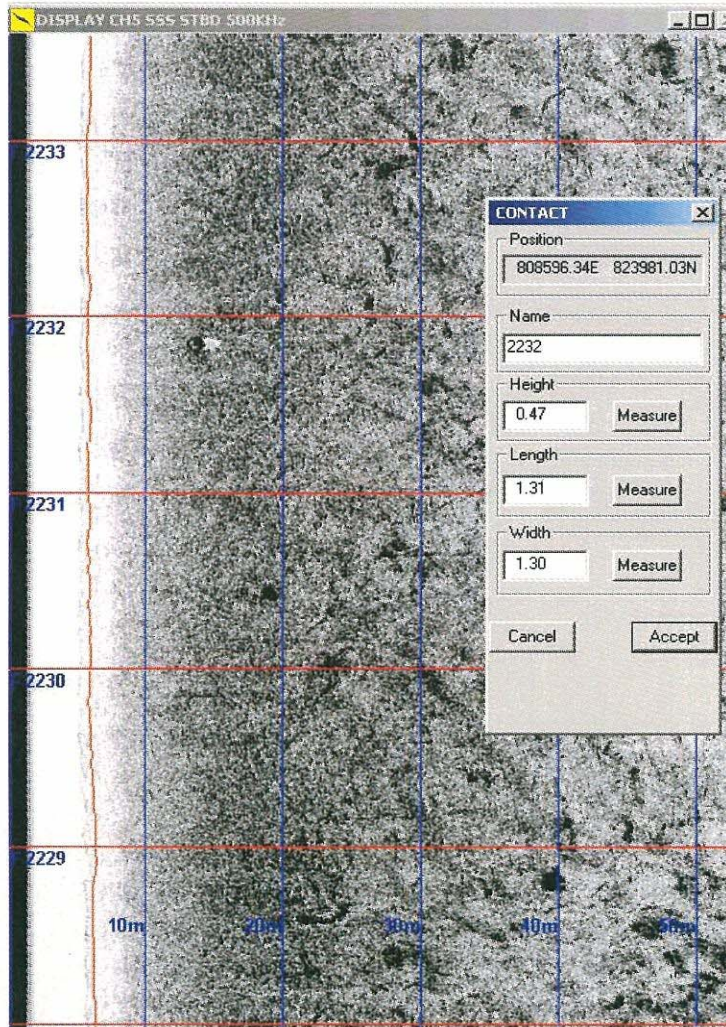 DISPLAY CH5 SSS STBD 500KHz
2233
2232
2231
2230
2229
10m
20m
30m
40m
50m
CONTACT
Position
808596.34E 823981.03N
Name
2232
Height
0.47
Measure
Length
1.31
Measure
Width
1.30
Measure
Cancel
Accept